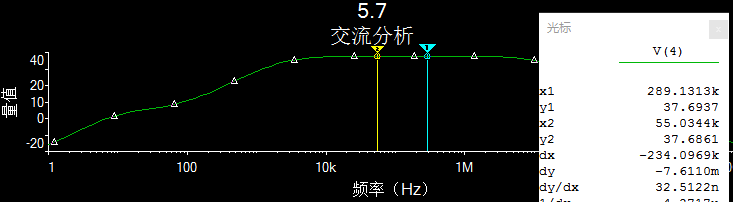 5.7
交流分析
量值
40
20
10
0
-20
1
100
10k
1M
频率（Hz）
光标
V(4)
x1 289.1313k
y1 37.6937
x2 55.0344k
y2 37.6861
dx -234.0969k
dy -7.6110m
dy/dx 32.5122n